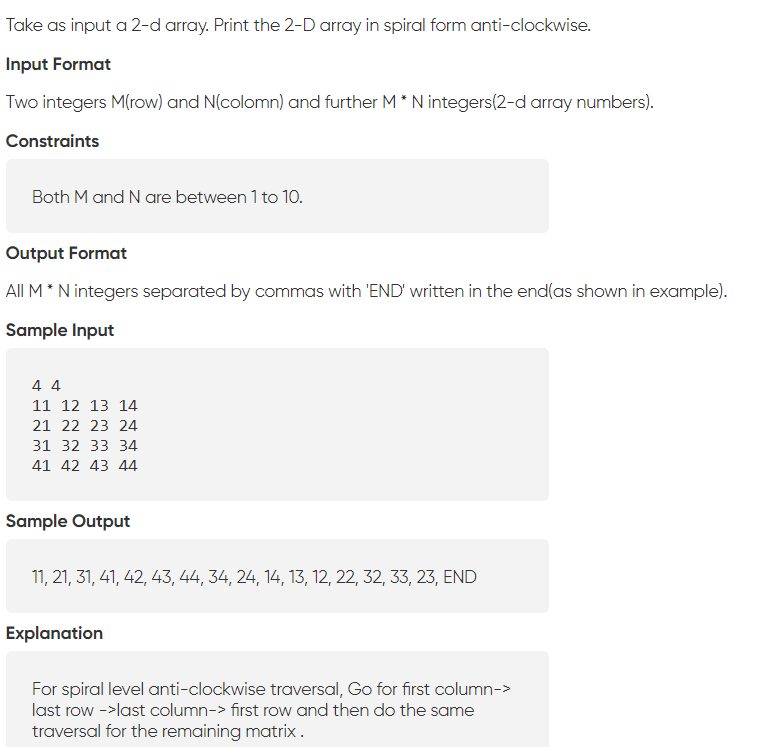 Take as input a 2-d array. Print the 2-D array in spiral form anti-clockwise.
Input Format
Two integers M(row) and N(colomn) and further M * N integers(2-d array numbers).
Constraints
Both M and N are between 1 to 10.
Output Format
All M * N integers separated by commas with 'END' written in the end(as shown in example).
Sample Input
4 4
11 12 13 14
21 22 23 24
31 32 33 34
41 42 43 44
Sample Output
11, 21, 31, 41, 42, 43, 44, 34, 24, 14, 13, 12, 22, 32, 33, 23, END
Explanation
For spiral level anti-clockwise traversal, Go for first column->
last row ->last column-> first row and then do the same
traversal for the remaining matrix .